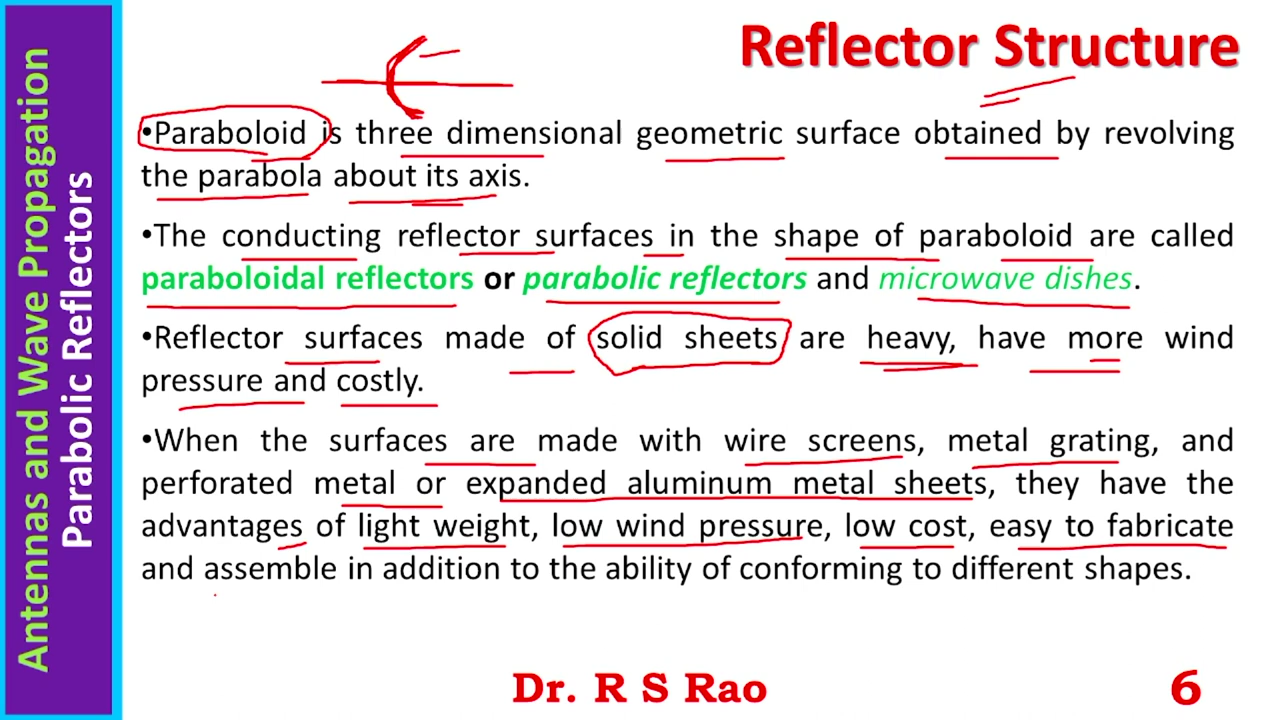 Antennas and Wave Propagation
Parabolic Reflectors
Reflector Structure
•Paraboloid is three dimensional geometric surface obtained by revolving
the parabola about its axis.
•The conducting reflector surfaces in the shape of paraboloid are called
paraboloidal reflectors or parabolic reflectors and microwave dishes.
•Reflector surfaces made of solid sheets are heavy, have more wind
pressure and costly.
•When the surfaces are made with wire screens, metal grating, and
perforated metal or expanded aluminum metal sheets, they have the
advantages of light weight, low wind pressure, low cost, easy to fabricate
and assemble in addition to the ability of conforming to different shapes.
Dr. R S Rao
6